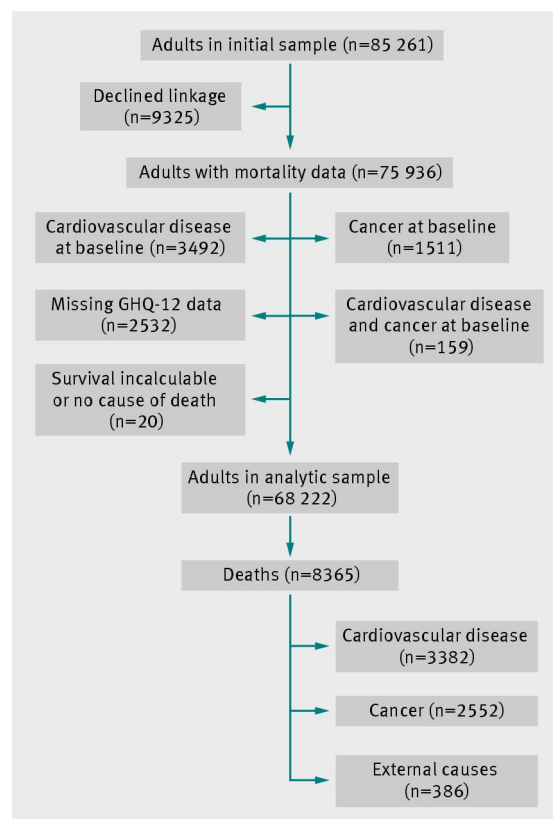 Adults in initial sample (n=85 261)
Declined linkage
(n=9325)
Adults with mortality data (n=75 936)
Cardiovascular disease
at baseline (n=3492)
Cancer at baseline
(n=1511)
Missing GHQ-12 data
(n=2532)
Cardiovascular disease
and cancer at baseline
(n=159)
Survival incalculable
or no cause of death
(n=20)
Adults in analytic sample
(n=68 222)
Deaths (n=8365)
Cardiovascular disease
(n=3382)
Cancer (n=2552)
External causes
(n=386)